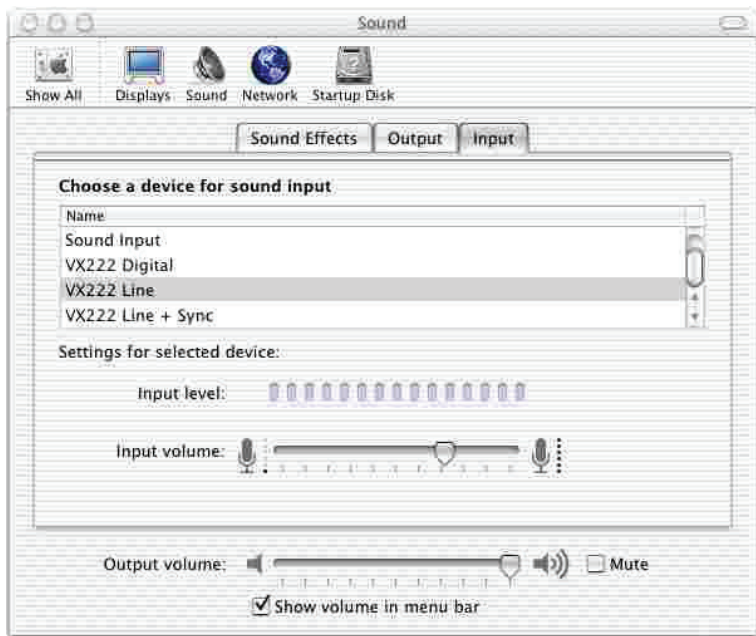 Sound
Show All Displays Sound Network Startup Disk
Sound Effects Output Input
Choose a device for sound input
Name
Sound Input
VX222 Digital
VX222 Line
VX222 Line + Sync
Settings for selected device:
Input level:
Input volume:
Output volume: Mute
Show volume in menu bar